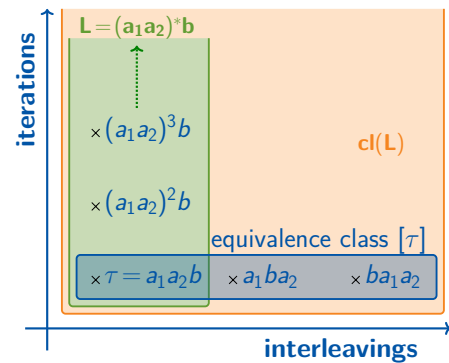 L = (a₁a₂)*b
iterations
× (a₁a₂)³b
cl(L)
× (a₁a₂)²b
equivalence class [τ]
× τ = a₁a₂b × a₁ba₂ × ba₁a₂
interleavings